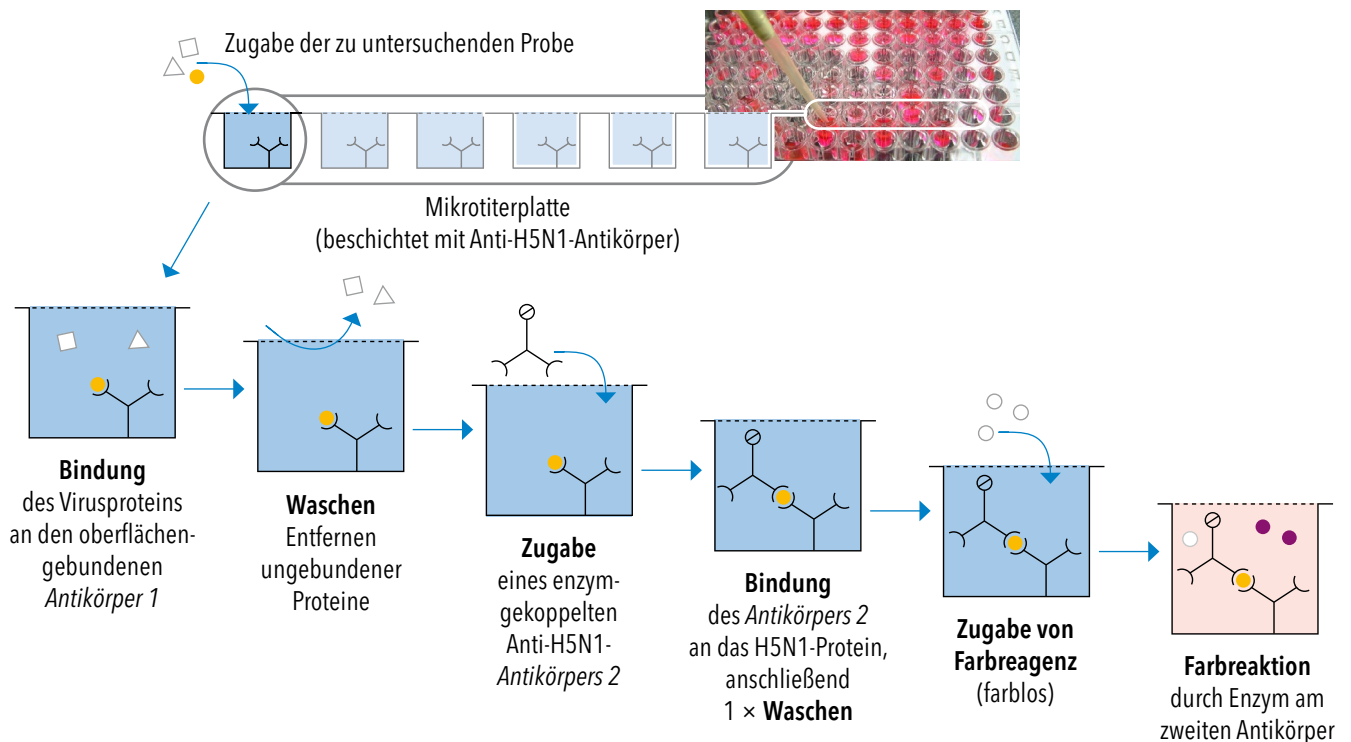 Zugabe der zu untersuchenden Probe
Mikrotiterplatte
(beschichtet mit Anti-H5N1-Antikörper)
Bindung
des Virusproteins
an den oberflächen-
gebundenen
Antikörper 1
Waschen
Entfernen
ungebundener
Proteine
Zugabe
eines enzym-
gekoppelten
Anti-H5N1-
Antikörpers 2
Bindung
des Antikörpers 2
an das H5N1-Protein,
anschließend
1 × Waschen
Zugabe von
Farbreagenz
(farblos)
Farbreaktion
durch Enzym am
zweiten Antikörper